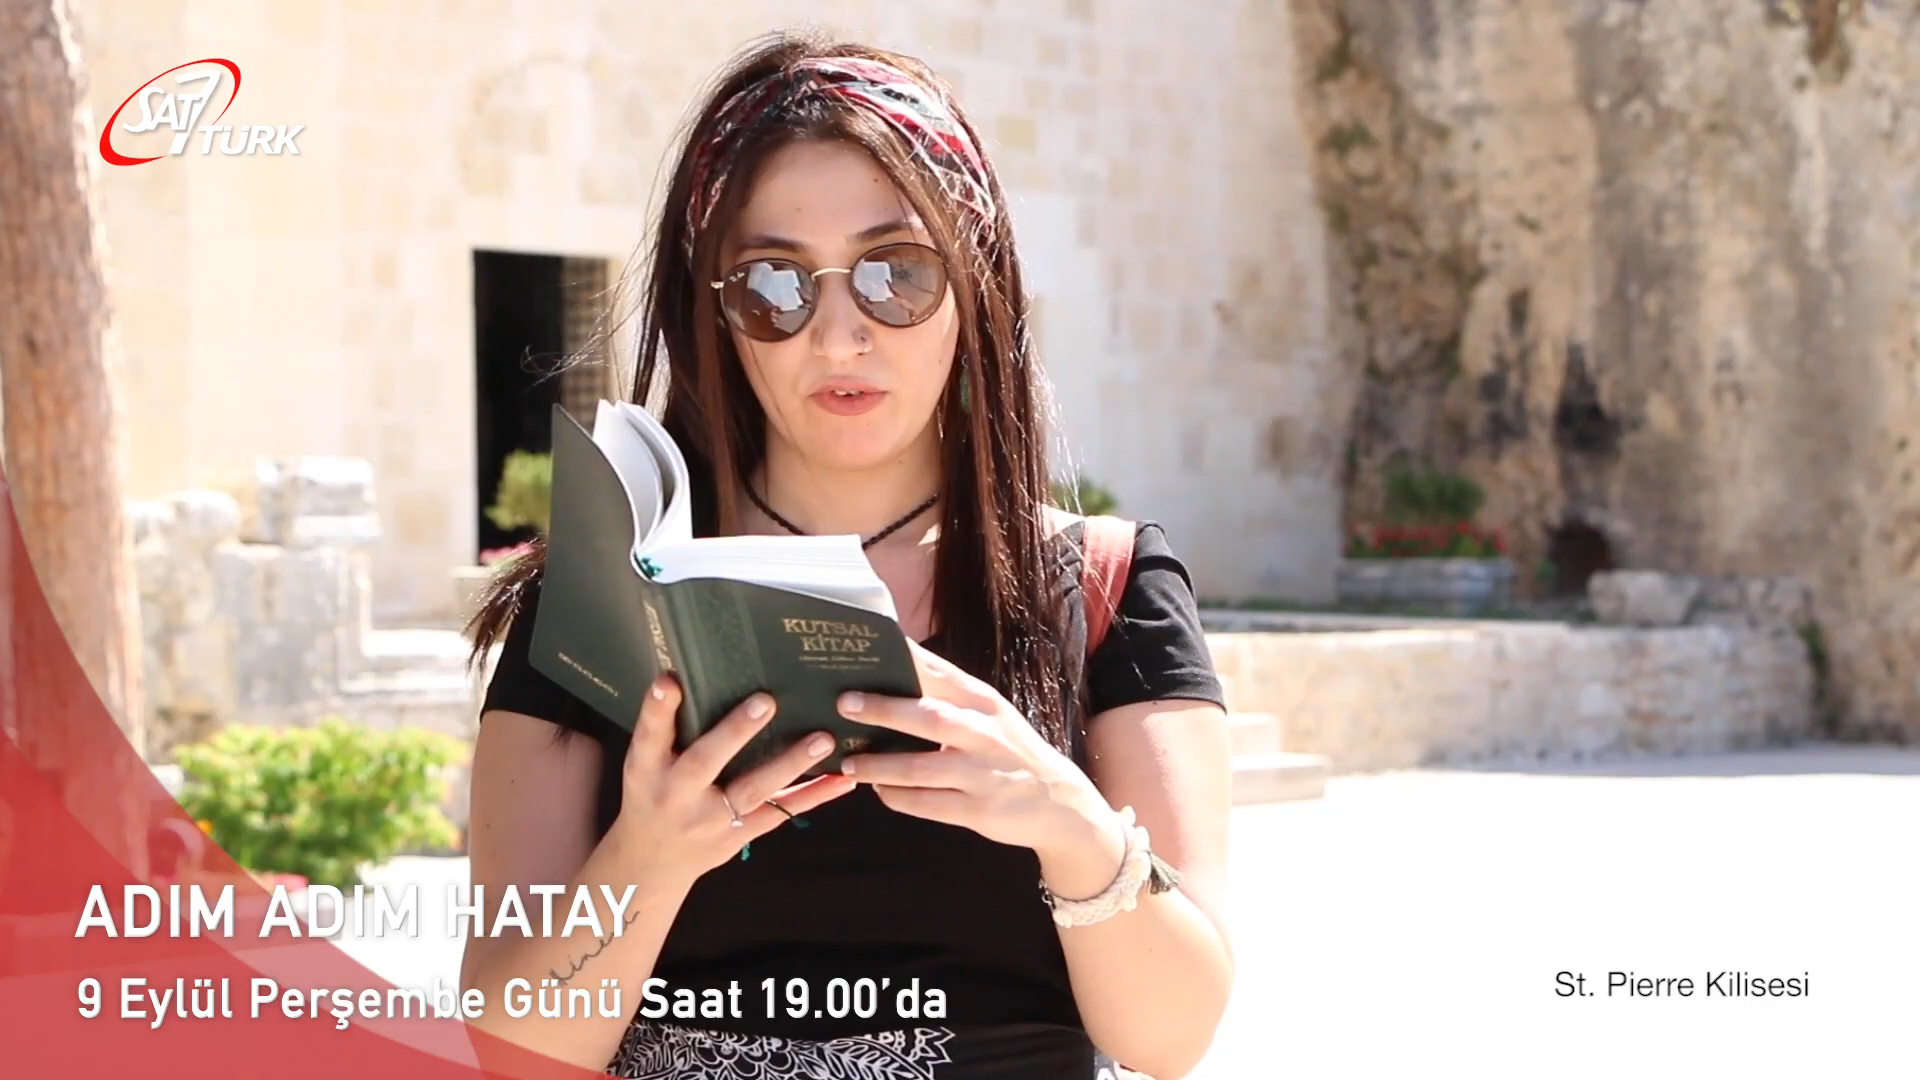 SAT7
TÜRK
KUTSAL
KİTAP
ADIM ADIM HATAY
9 Eylül Perşembe Günü Saat 19.00’da
St. Pierre Kilisesi